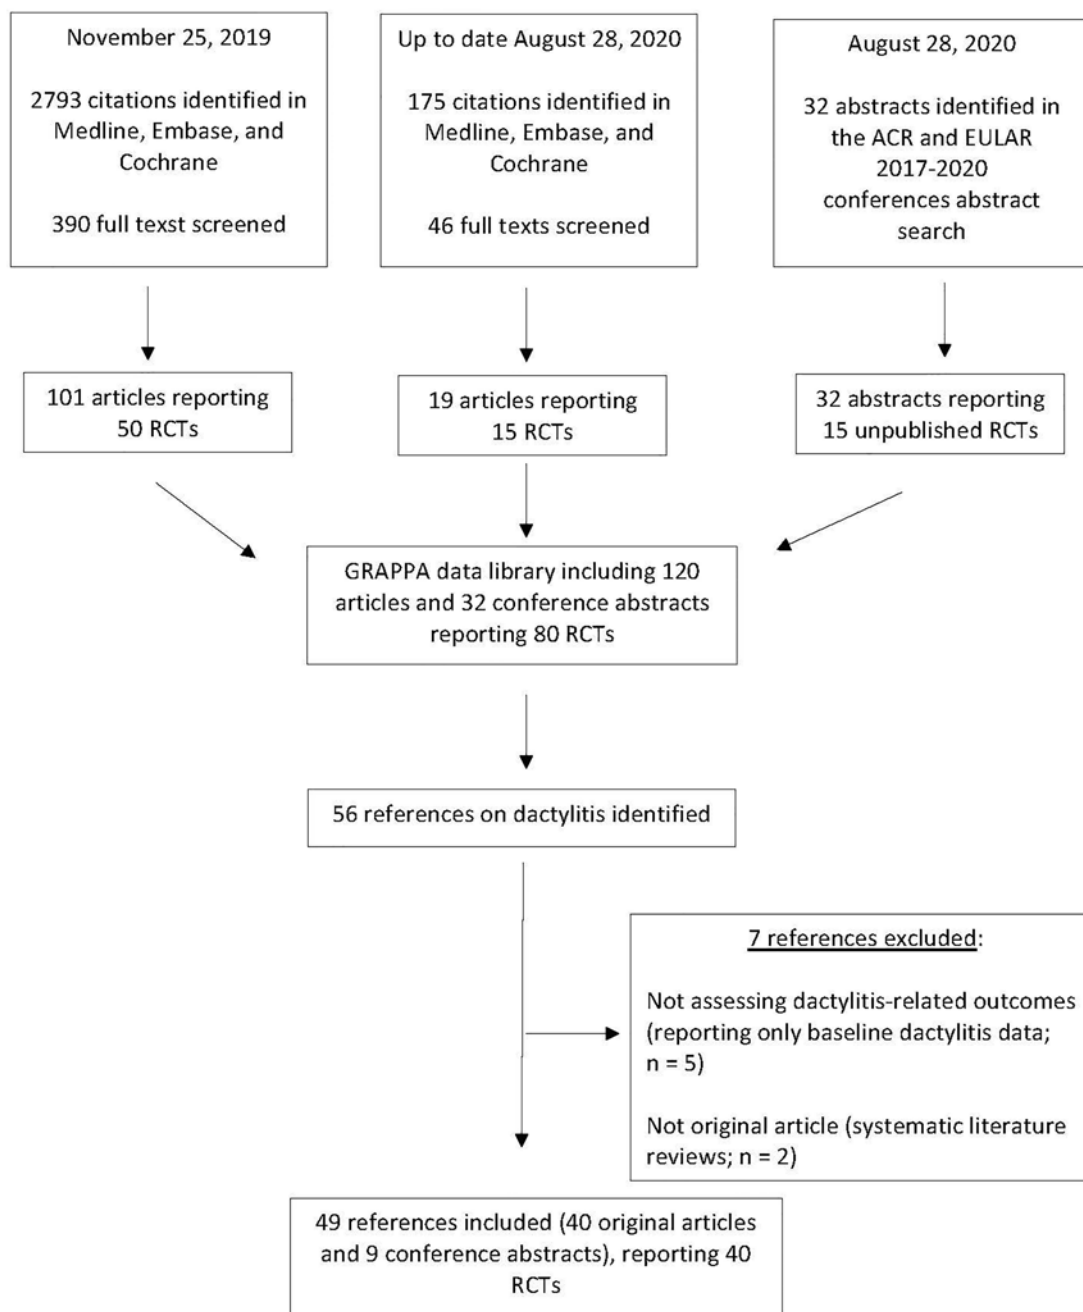 November 25, 2019
2793 citations identified in
Medline, Embase, and
Cochrane
390 full texst screened
Up to date August 28, 2020
175 citations identified in
Medline, Embase, and
Cochrane
46 full texts screened
August 28, 2020
32 abstracts identified in
the ACR and EULAR
2017-2020
conferences abstract
search
101 articles reporting
50 RCTs
19 articles reporting
15 RCTs
32 abstracts reporting
15 unpublished RCTs
GRAPPA data library including 120
articles and 32 conference abstracts
reporting 80 RCTs
56 references on dactylitis identified
7 references excluded:
Not assessing dactylitis-related outcomes
(reporting only baseline dactylitis data;
n = 5)
Not original article (systematic literature
reviews; n = 2)
49 references included (40 original articles
and 9 conference abstracts), reporting 40
RCTs